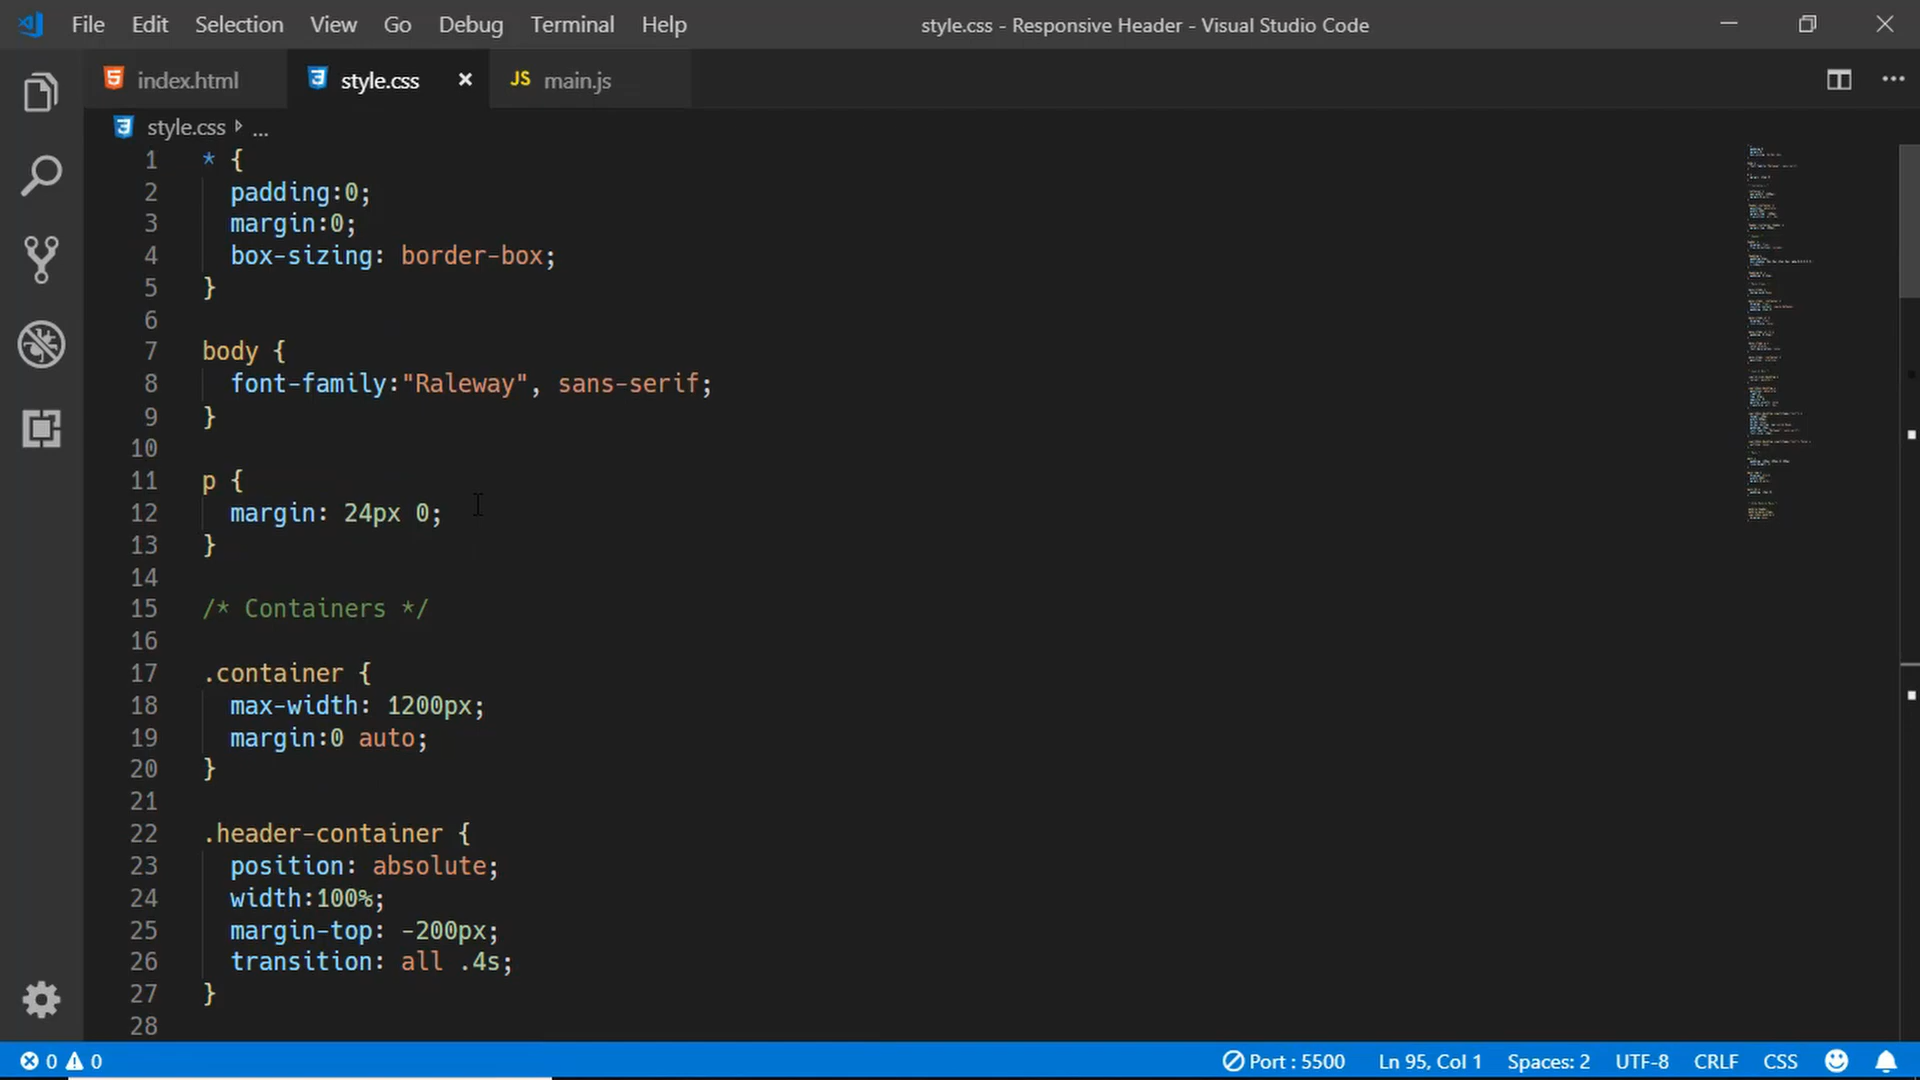 File Edit Selection View Go Debug Terminal Help style.css - Responsive Header - Visual Studio Code
index.html style.css JS main.js
style.css ...
1 * {
2 padding:0;
3 margin:0;
4 box-sizing: border-box;
5 }
6
7 body {
8 font-family:"Raleway", sans-serif;
9 }
10
11 p {
12 margin: 24px 0;
13 }
14
15 /* Containers */
16
17 .container {
18 max-width: 1200px;
19 margin:0 auto;
20 }
21
22 .header-container {
23 position: absolute;
24 width:100%;
25 margin-top: -200px;
26 transition: all .4s;
27 }
28
0 0 Port : 5500 Ln 95, Col 1 Spaces: 2 UTF-8 CRLF CSS